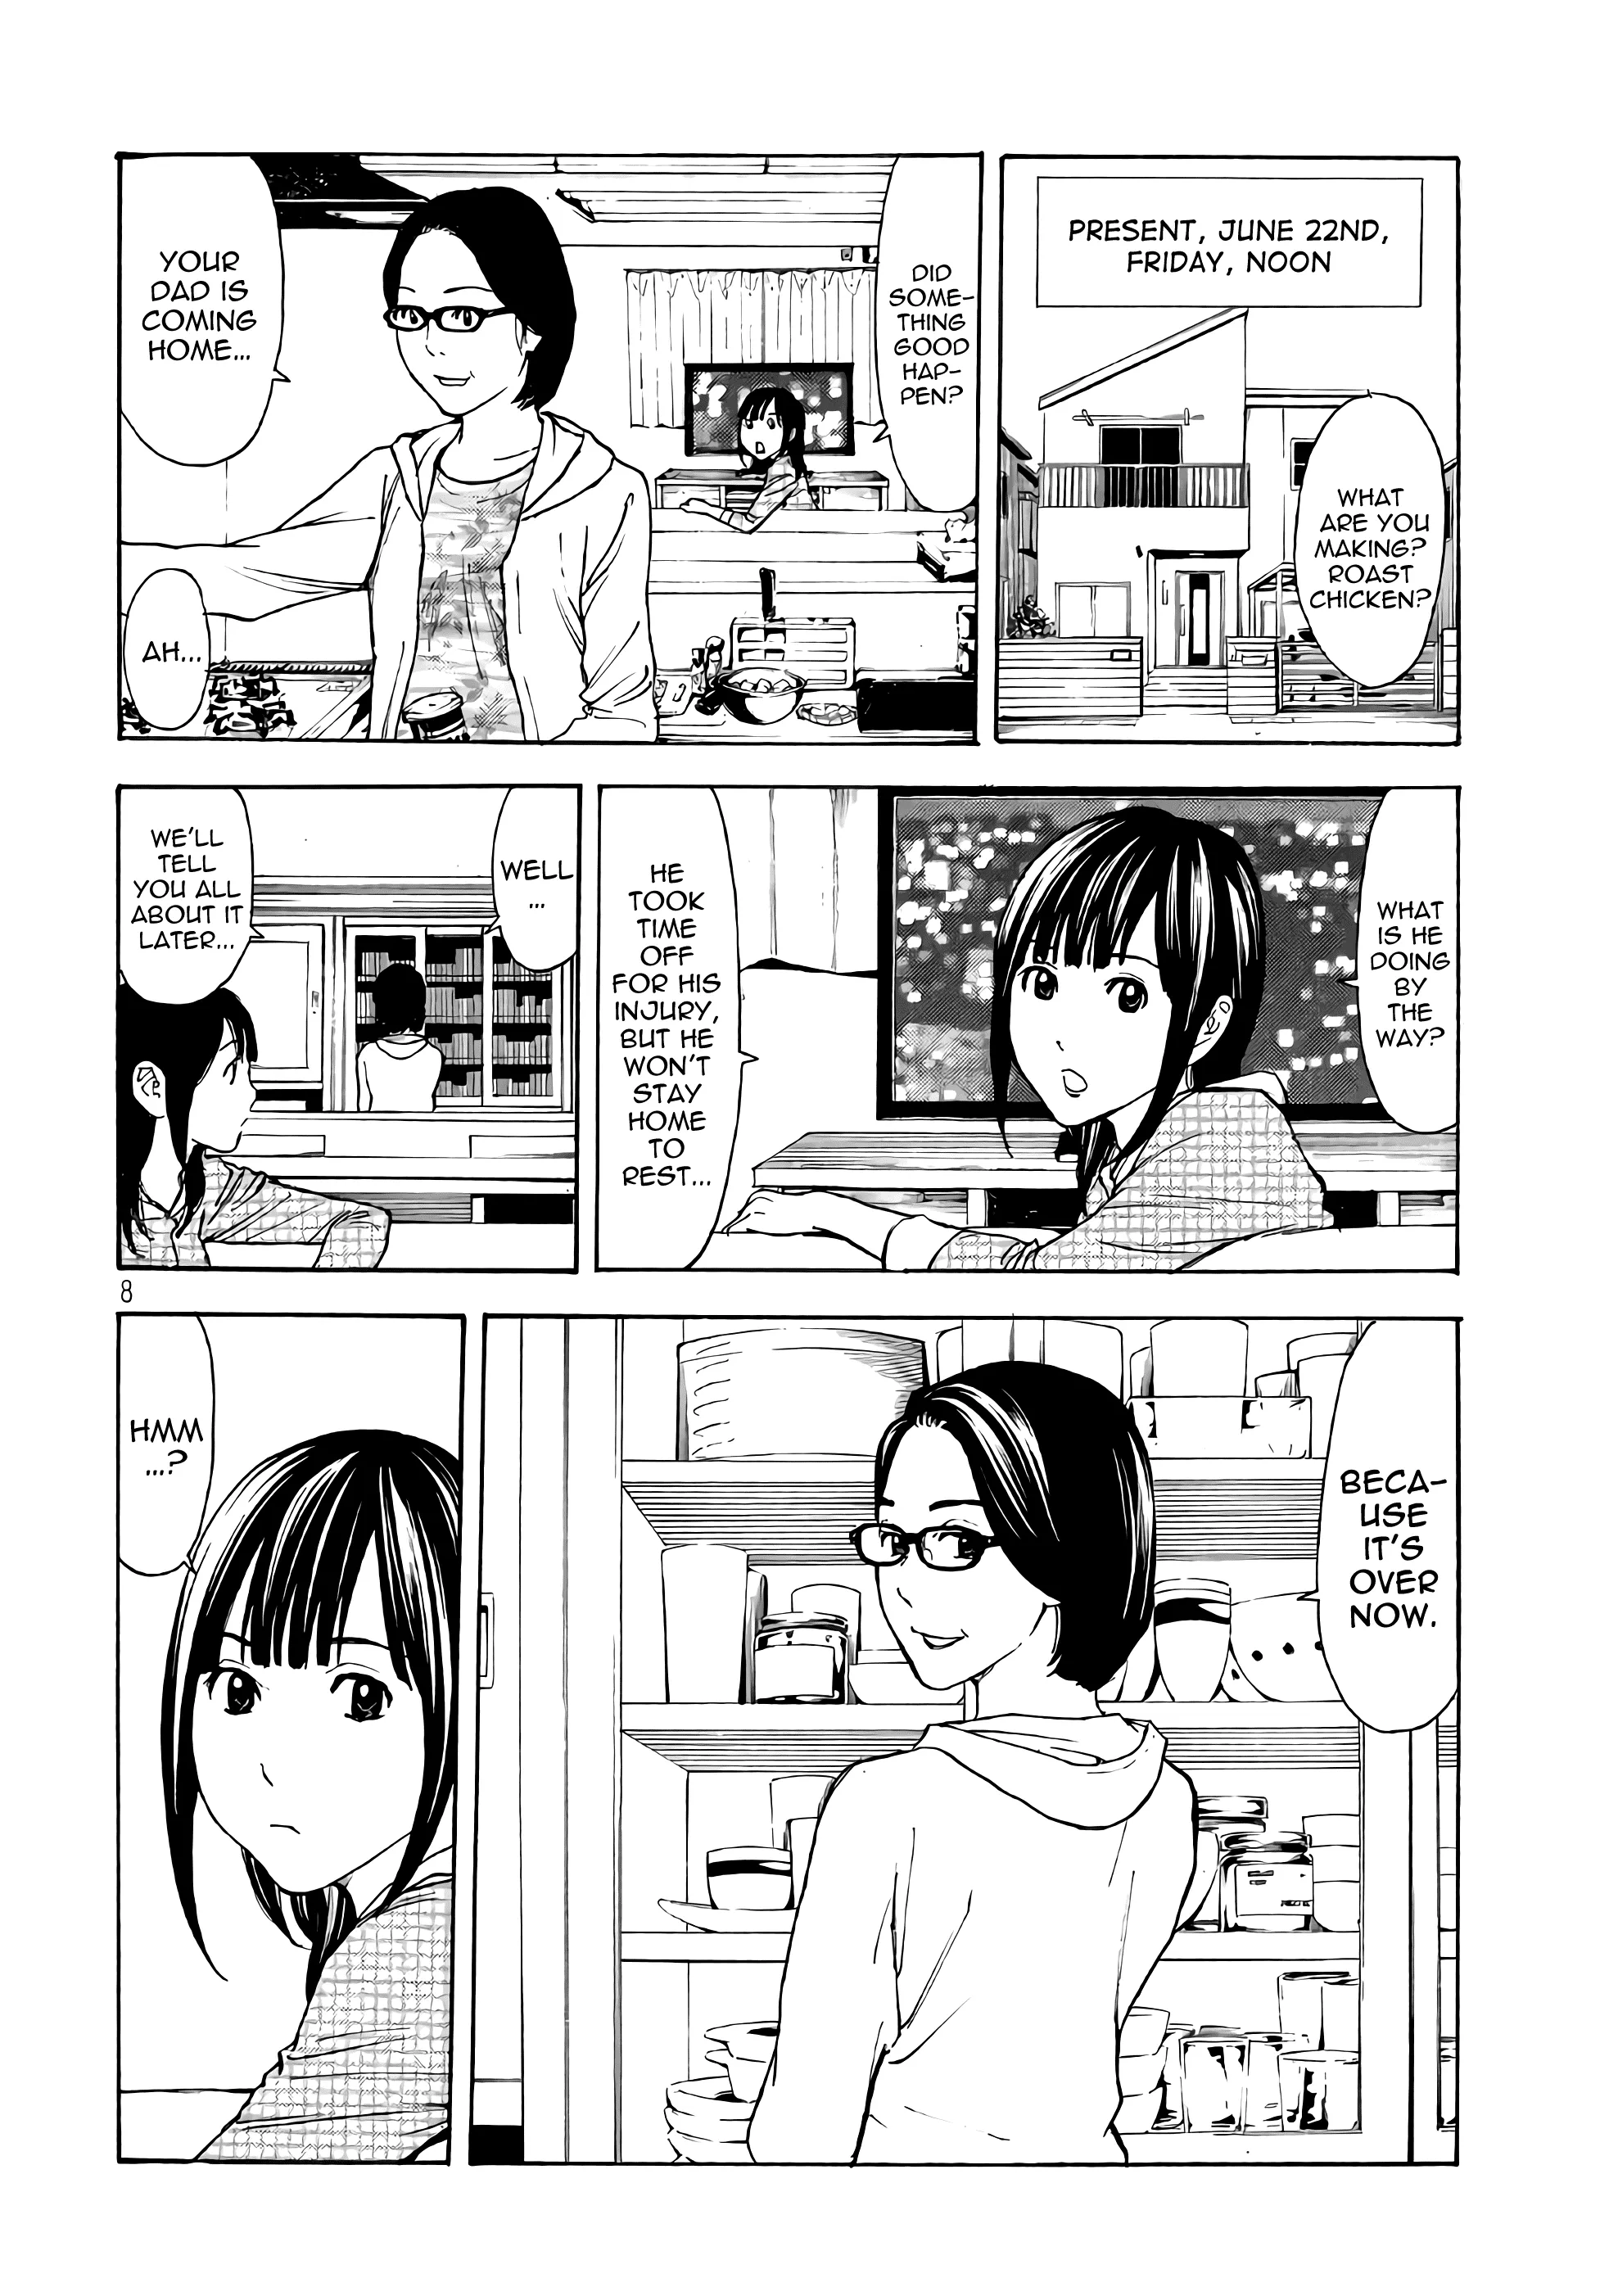 PRESENT, JUNE 22ND,
FRIDAY, NOON
WHAT
ARE YOU
MAKING?
ROAST
CHICKEN?
DID
SOME-
THING
GOOD
HAP-
PEN?
YOUR
DAD IS
COMING
HOME...
AH...
WHAT
IS HE
DOING
BY
THE
WAY?
HE
TOOK
TIME
OFF
FOR HIS
INJURY,
BUT HE
WON'T
STAY
HOME
TO
REST...
WELL
...
WE'LL
TELL
YOU ALL
ABOUT IT
LATER...
8
BECA-
USE
IT'S
OVER
NOW.
HMM
...?